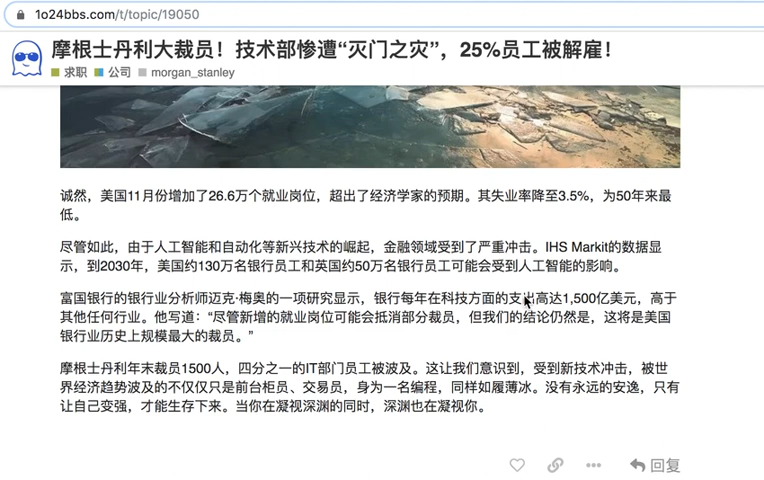 1o24bbs.com/t/topic/19050
摩根士丹利大裁员！技术部惨遭“灭门之灾”，25%员工被解雇！
求职 公司 morgan_stanley
诚然，美国11月份增加了26.6万个就业岗位，超出了经济学家的预期。其失业率降至3.5%，为50年来最
低。
尽管如此，由于人工智能和自动化等新兴技术的崛起，金融领域受到了严重冲击。IHS Markit的数据显
示，到2030年，美国约130万名银行员工和英国约50万名银行员工可能会受到人工智能的影响。
富国银行的银行业分析师迈克·梅奥的一项研究显示，银行每年在科技方面的支出高达1,500亿美元，高于
其他任何行业。他写道：“尽管新增的就业岗位可能会抵消部分裁员，但我们的结论仍然是，这将是美国
银行业历史上规模最大的裁员。”
摩根士丹利年末裁员1500人，四分之一的IT部门员工被波及。这让我们意识到，受到新技术冲击，被世
界经济趋势波及的不仅仅只是前台柜员、交易员，身为一名编程，同样如履薄冰。没有永远的安逸，只有
让自己变强，才能生存下来。当你在凝视深渊的同时，深渊也在凝视你。
回复